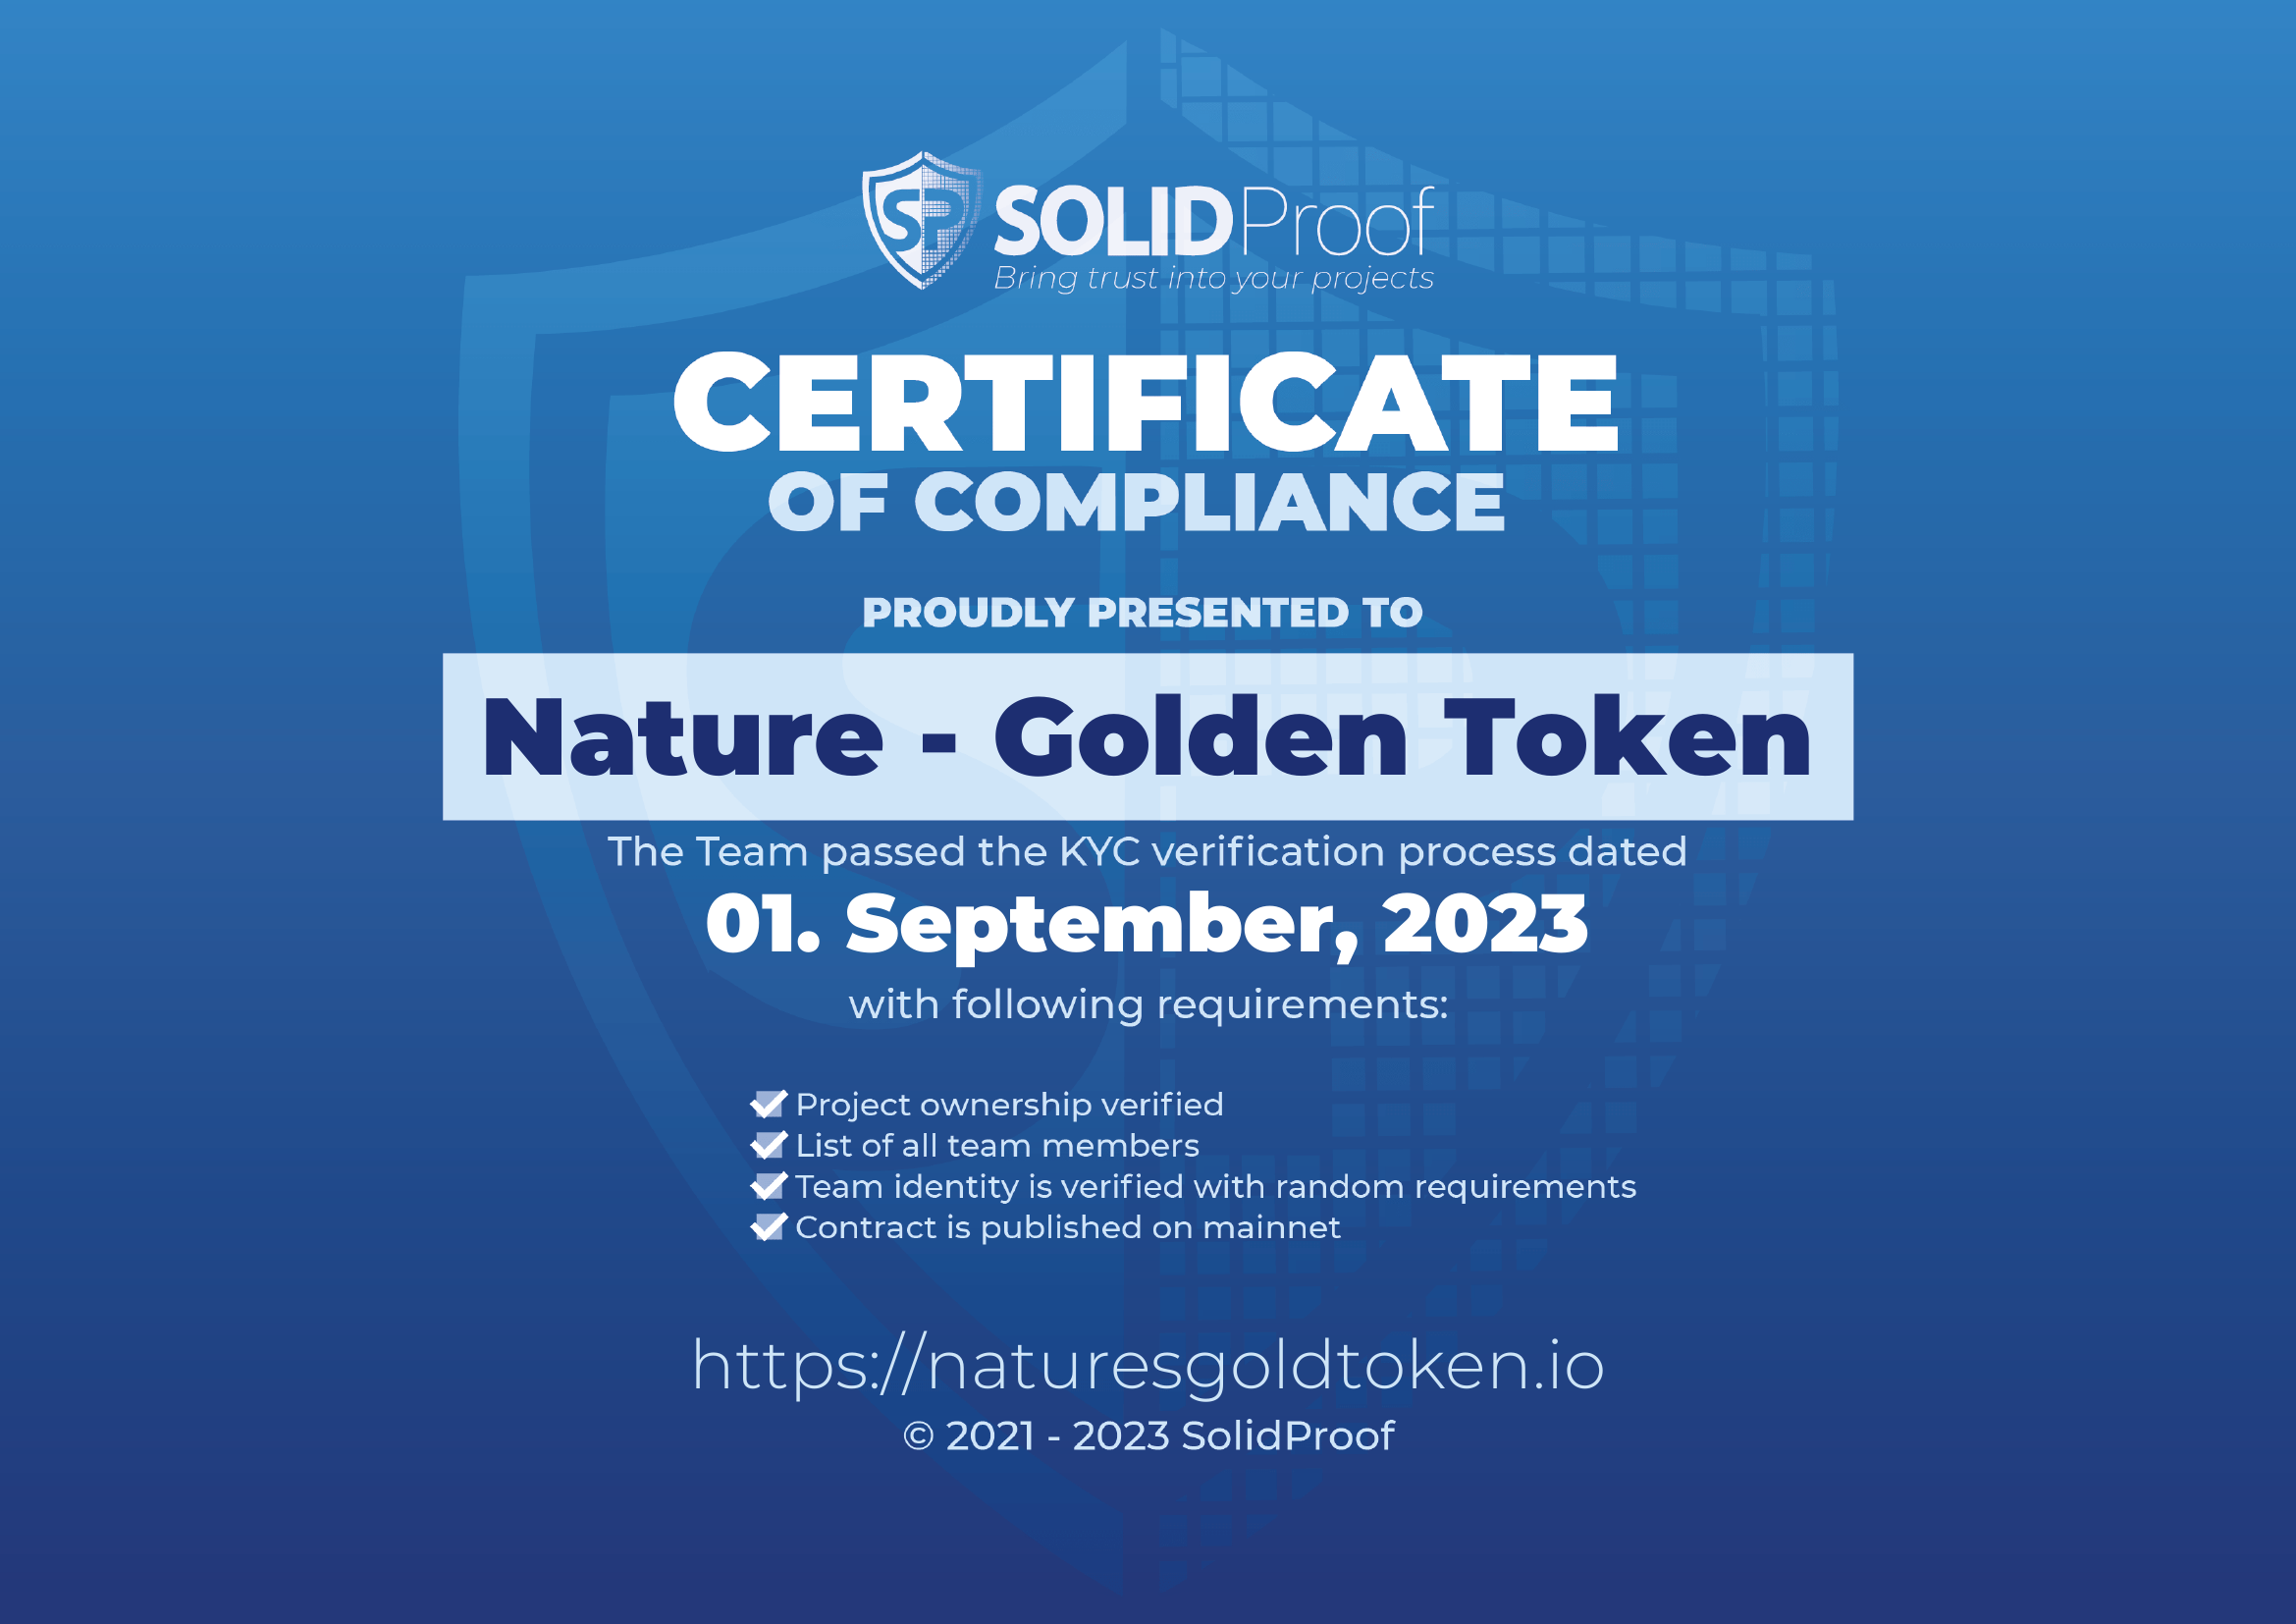 SP SOLIDProof
Bring trust into your projects
CERTIFICATE
OF COMPLIANCE
PROUDLY PRESENTED TO
Nature - Golden Token
The Team passed the KYC verification process dated
01. September, 2023
with following requirements:
Project ownership verified
List of all team members
Team identity is verified with random requirements
Contract is published on mainnet
https://naturesgoldtoken.io
© 2021 - 2023 SolidProof